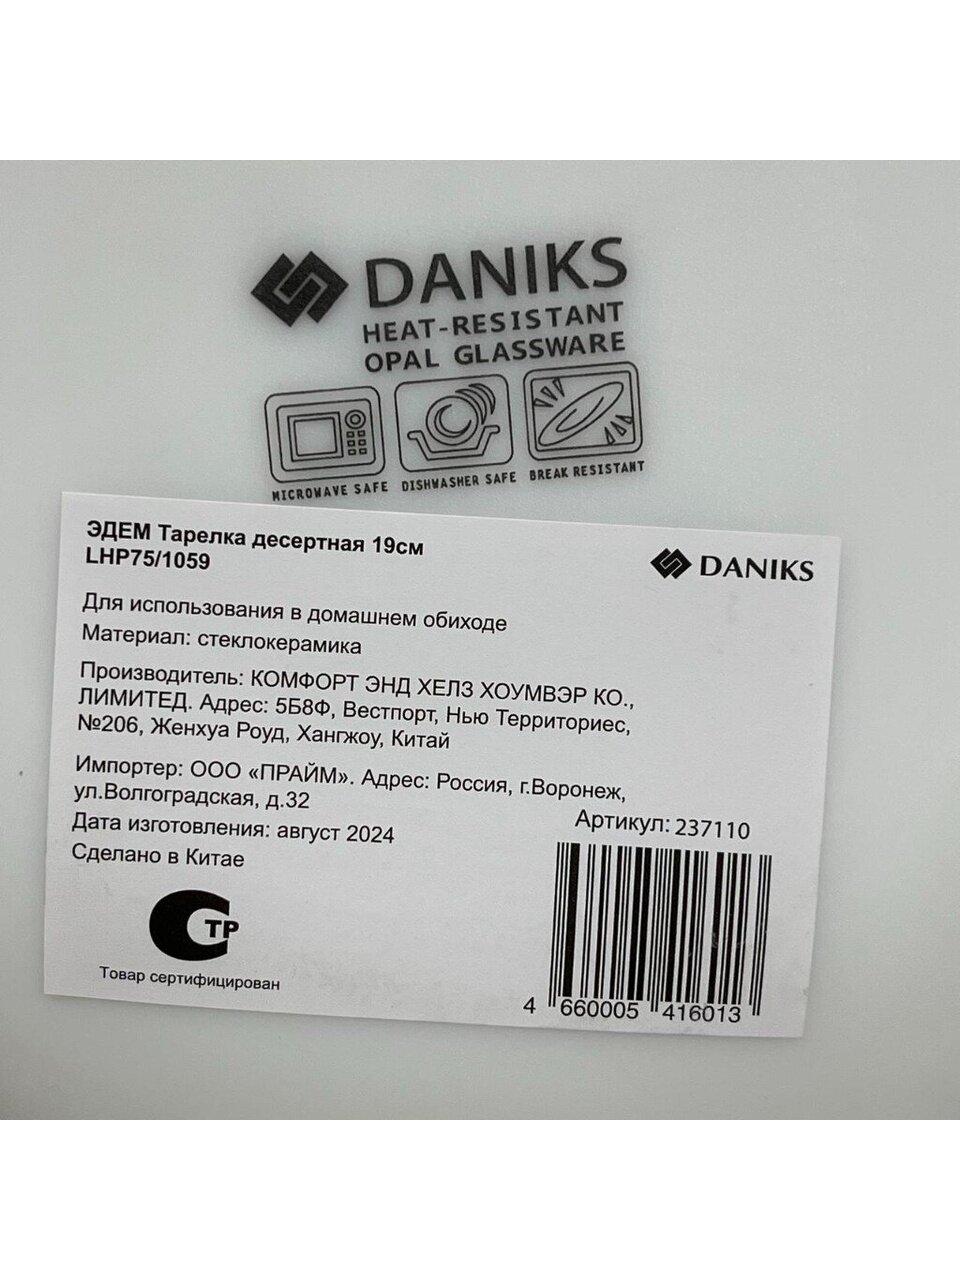 DANIKS
HEAT-RESISTANT
OPAL GLASSWARE
MICROWAVE SAFE DISHWASHER SAFE BREAK RESISTANT
ЭДЕМ Тарелка десертная 19см
LHP75/1059
DANIKS
Для использования в домашнем обиходе
Материал: стеклокерамика
Производитель: КОМФОРТ ЭНД ХЕЛЗ ХОУМВЭР КО.,
ЛИМИТЕД. Адрес: 5Б8Ф, Вестпорт, Нью Территориес,
№206, Женхуа Роуд, Хангжоу, Китай
Импортер: ООО «ПРАЙМ». Адрес: Россия, г.Воронеж,
ул.Волгоградская, д.32
Дата изготовления: август 2024
Сделано в Китае
Артикул: 237110
ТР
Товар сертифицирован
4 660005 416013